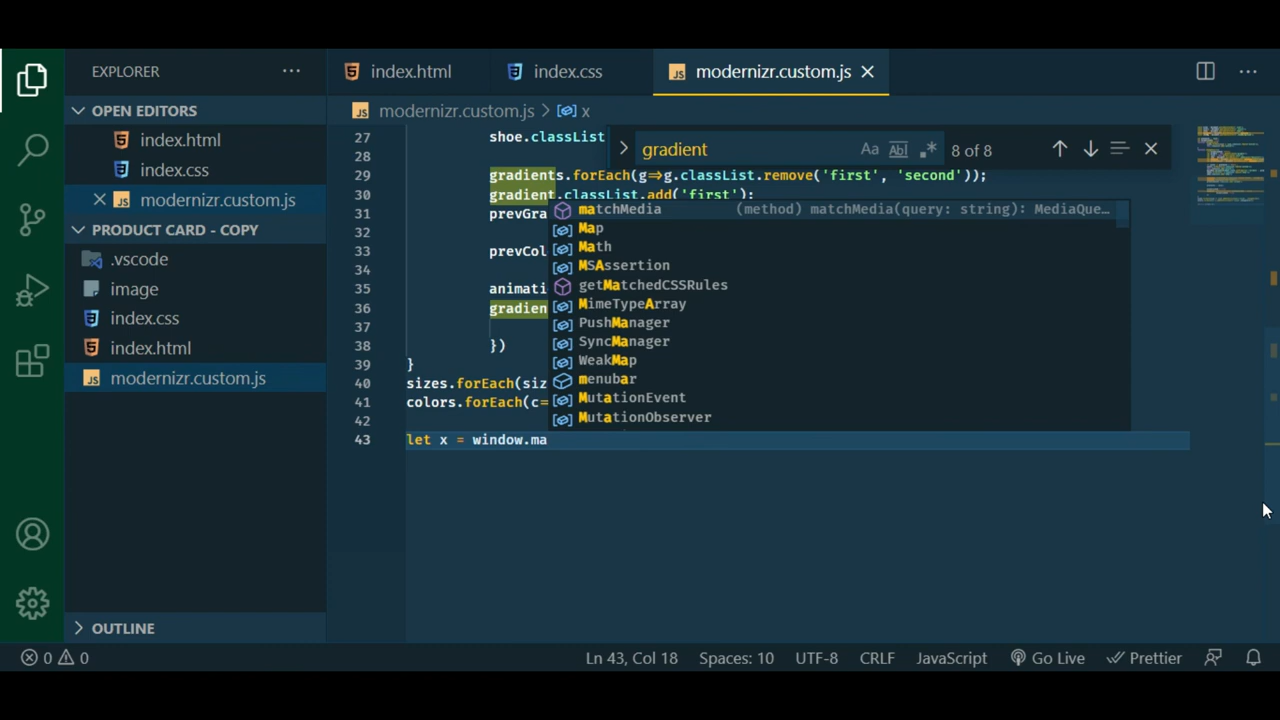 EXPLORER
index.html
index.css
modernizr.custom.js
OPEN EDITORS
index.html
index.css
modernizr.custom.js
PRODUCT CARD - COPY
.vscode
image
index.css
index.html
modernizr.custom.js
OUTLINE
modernizr.custom.js > x
gradient
Aa
Abl
.*
8 of 8
27 shoe.classList
28
29 gradients.forEach(g=>g.classList.remove('first', 'second'));
30 gradient.classList.add('first');
31 prevGra
32
33 prevCol
34
35 animati
36 gradien
37
38 })
39 }
40 sizes.forEach(siz
41 colors.forEach(c=
42
43 let x = window.ma
matchMedia (method) matchMedia(query: string): MediaQue…
Map
Math
MSAssertion
getMatchedCSSRules
MimeTypeArray
PushManager
SyncManager
WeakMap
menubar
MutationEvent
MutationObserver
0 0
Ln 43, Col 18
Spaces: 10
UTF-8
CRLF
JavaScript
Go Live
Prettier